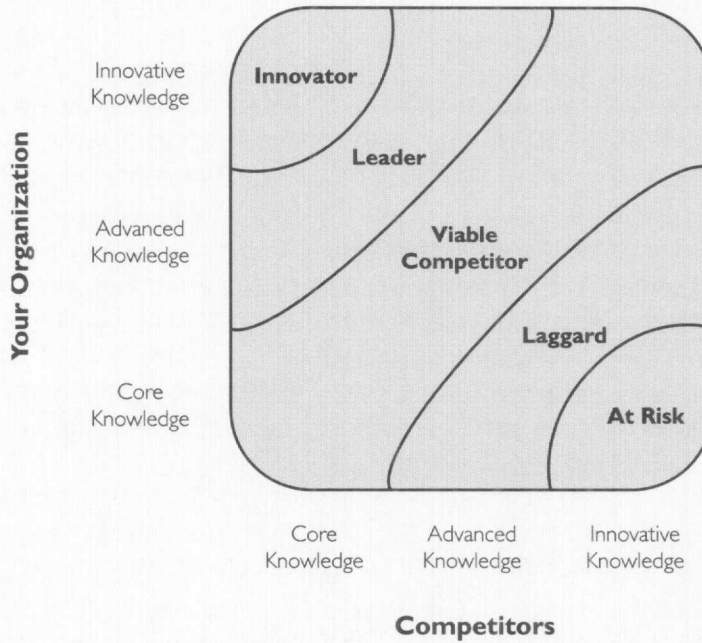 Innovative
Knowledge
Innovator
Leader
Your Organization
Advanced
Knowledge
Viable
Competitor
Laggard
Core
Knowledge
At Risk
Core
Knowledge
Advanced
Knowledge
Innovative
Knowledge
Competitors